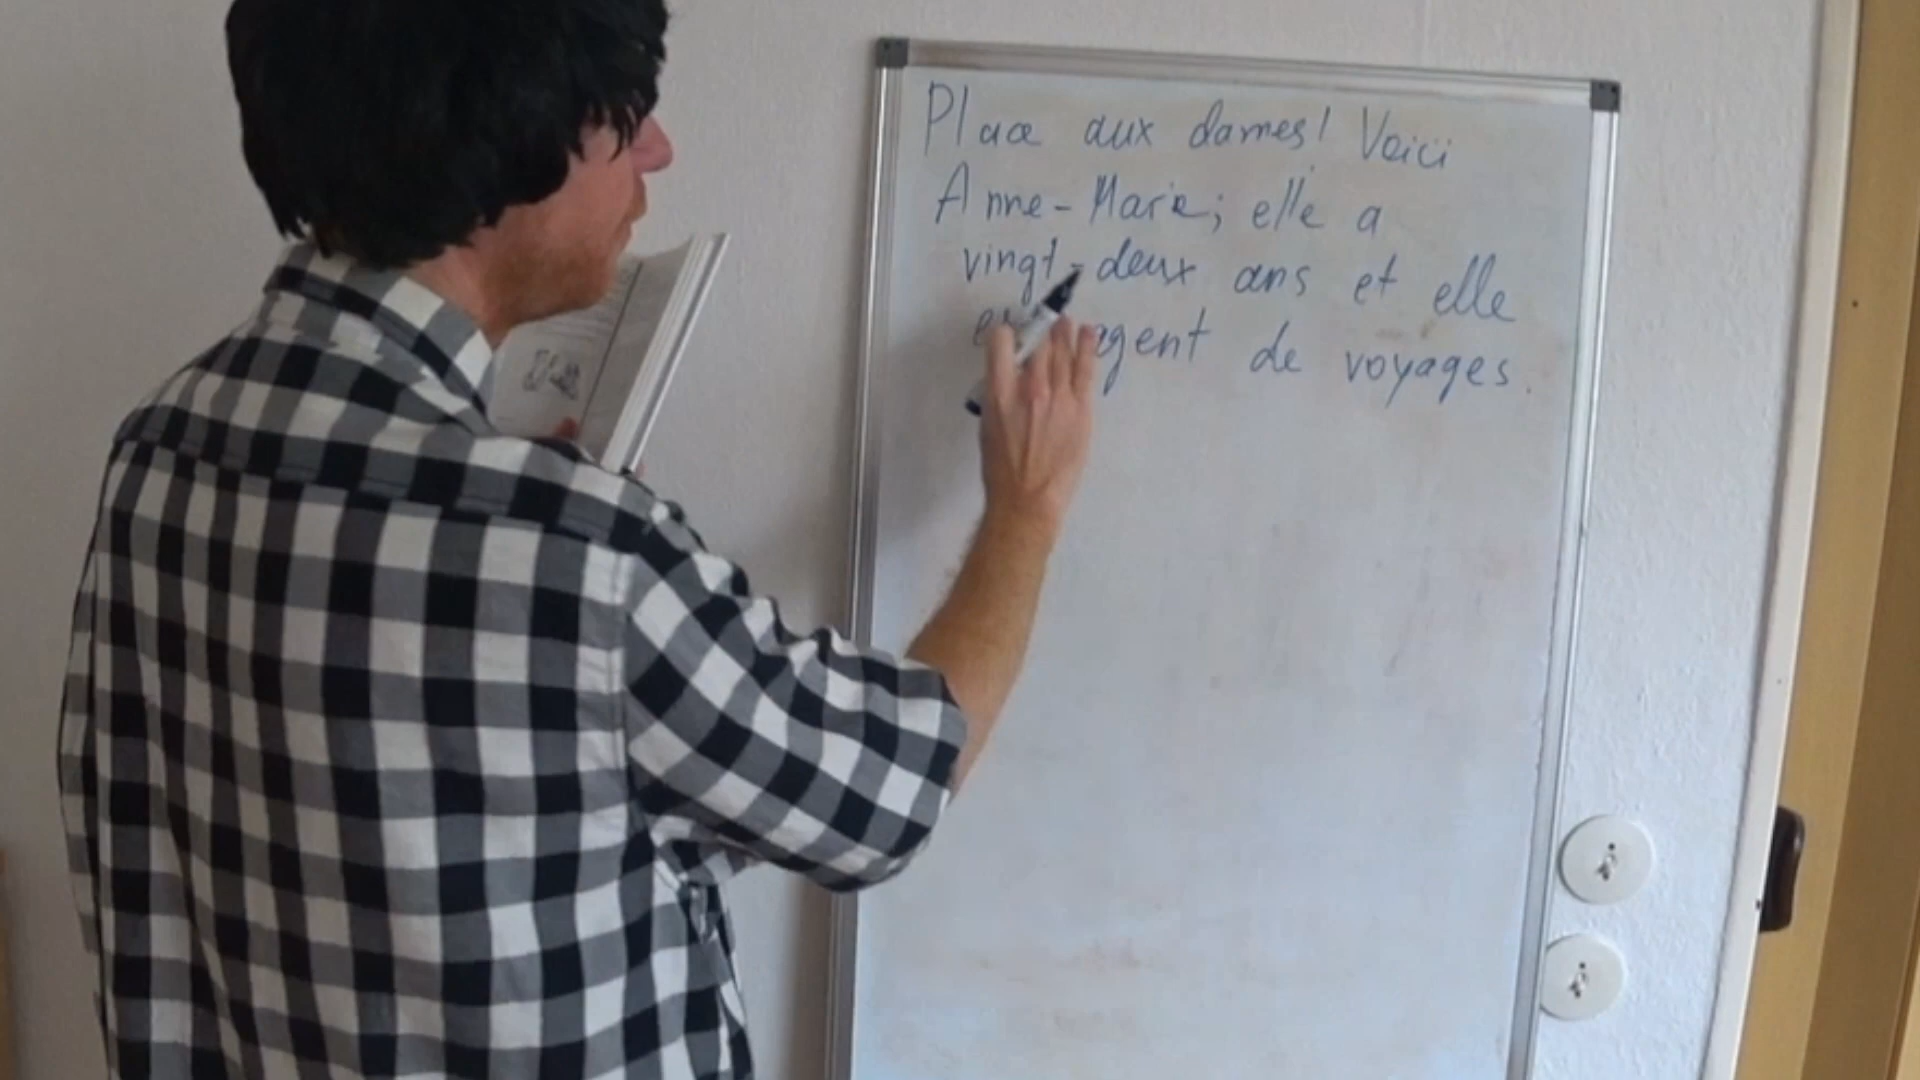 Place aux dames! Voici
Anne-Marie; elle a
vingt-deux ans et elle
agent de voyages.